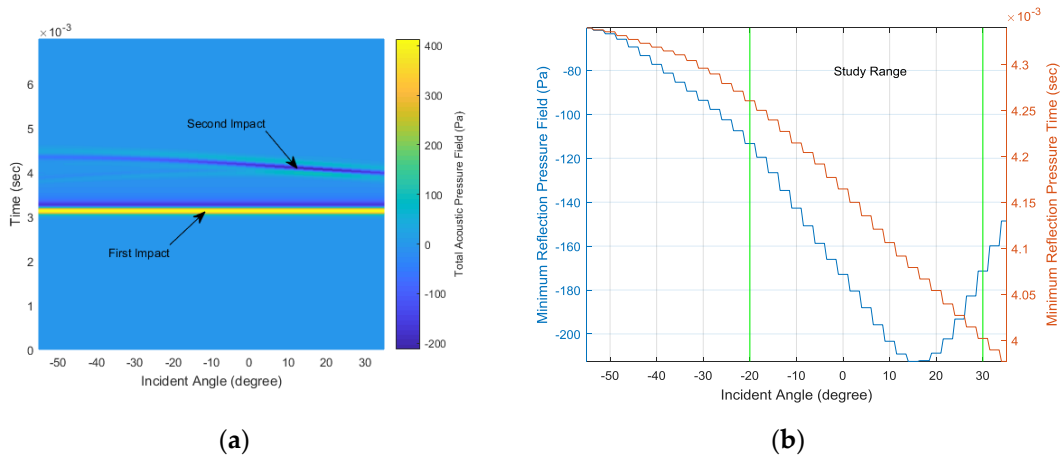 ×10⁻³
6
5
4
3
2
1
0
Time (sec)
Second Impact
First Impact
-50 -40 -30 -20 -10 0 10 20 30
Incident Angle (degree)
400
300
200
100
0
-100
-200
Total Acoustic Pressure Field (Pa)
(a)
Minimum Reflection Pressure Field (Pa)
-80
-100
-120
-140
-160
-180
-200
Study Range
-50 -40 -30 -20 -10 0 10 20 30
Incident Angle (degree)
×10⁻³
4.3
4.25
4.2
4.15
4.1
4.05
4
Minimum Reflection Pressure Time (sec)
(b)